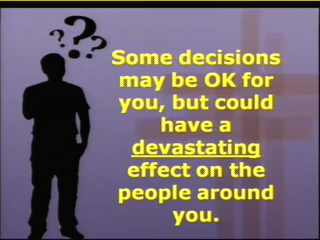 Some decisions
may be OK for
you, but could
have a
devastating
effect on the
people around
you.